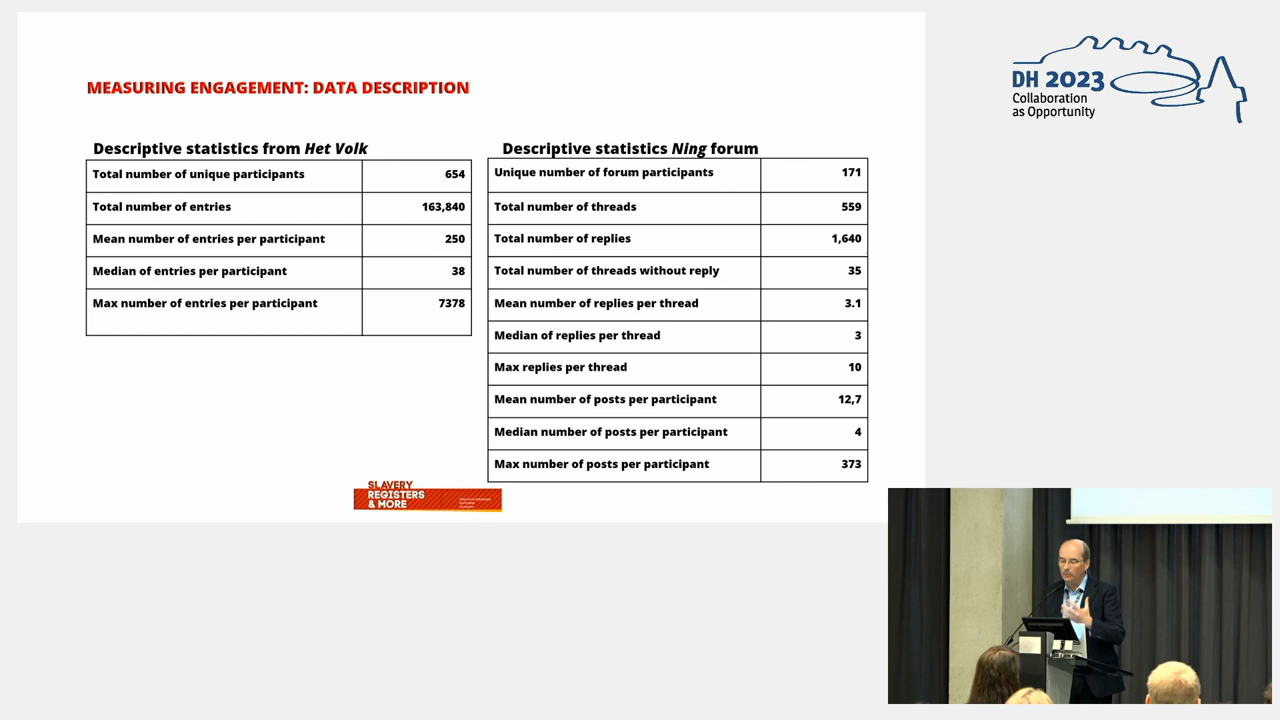 MEASURING ENGAGEMENT: DATA DESCRIPTION
Descriptive statistics from Het Volk
Total number of unique participants 654
Total number of entries 163,840
Mean number of entries per participant 250
Median of entries per participant 38
Max number of entries per participant 7378
Descriptive statistics Ning forum
Unique number of forum participants 171
Total number of threads 559
Total number of replies 1,640
Total number of threads without reply 35
Mean number of replies per thread 3.1
Median of replies per thread 3
Max replies per thread 10
Mean number of posts per participant 12,7
Median number of posts per participant 4
Max number of posts per participant 373
SLAVERY
REGISTERS
& MORE
DH 2023
Collaboration
as Opportunity